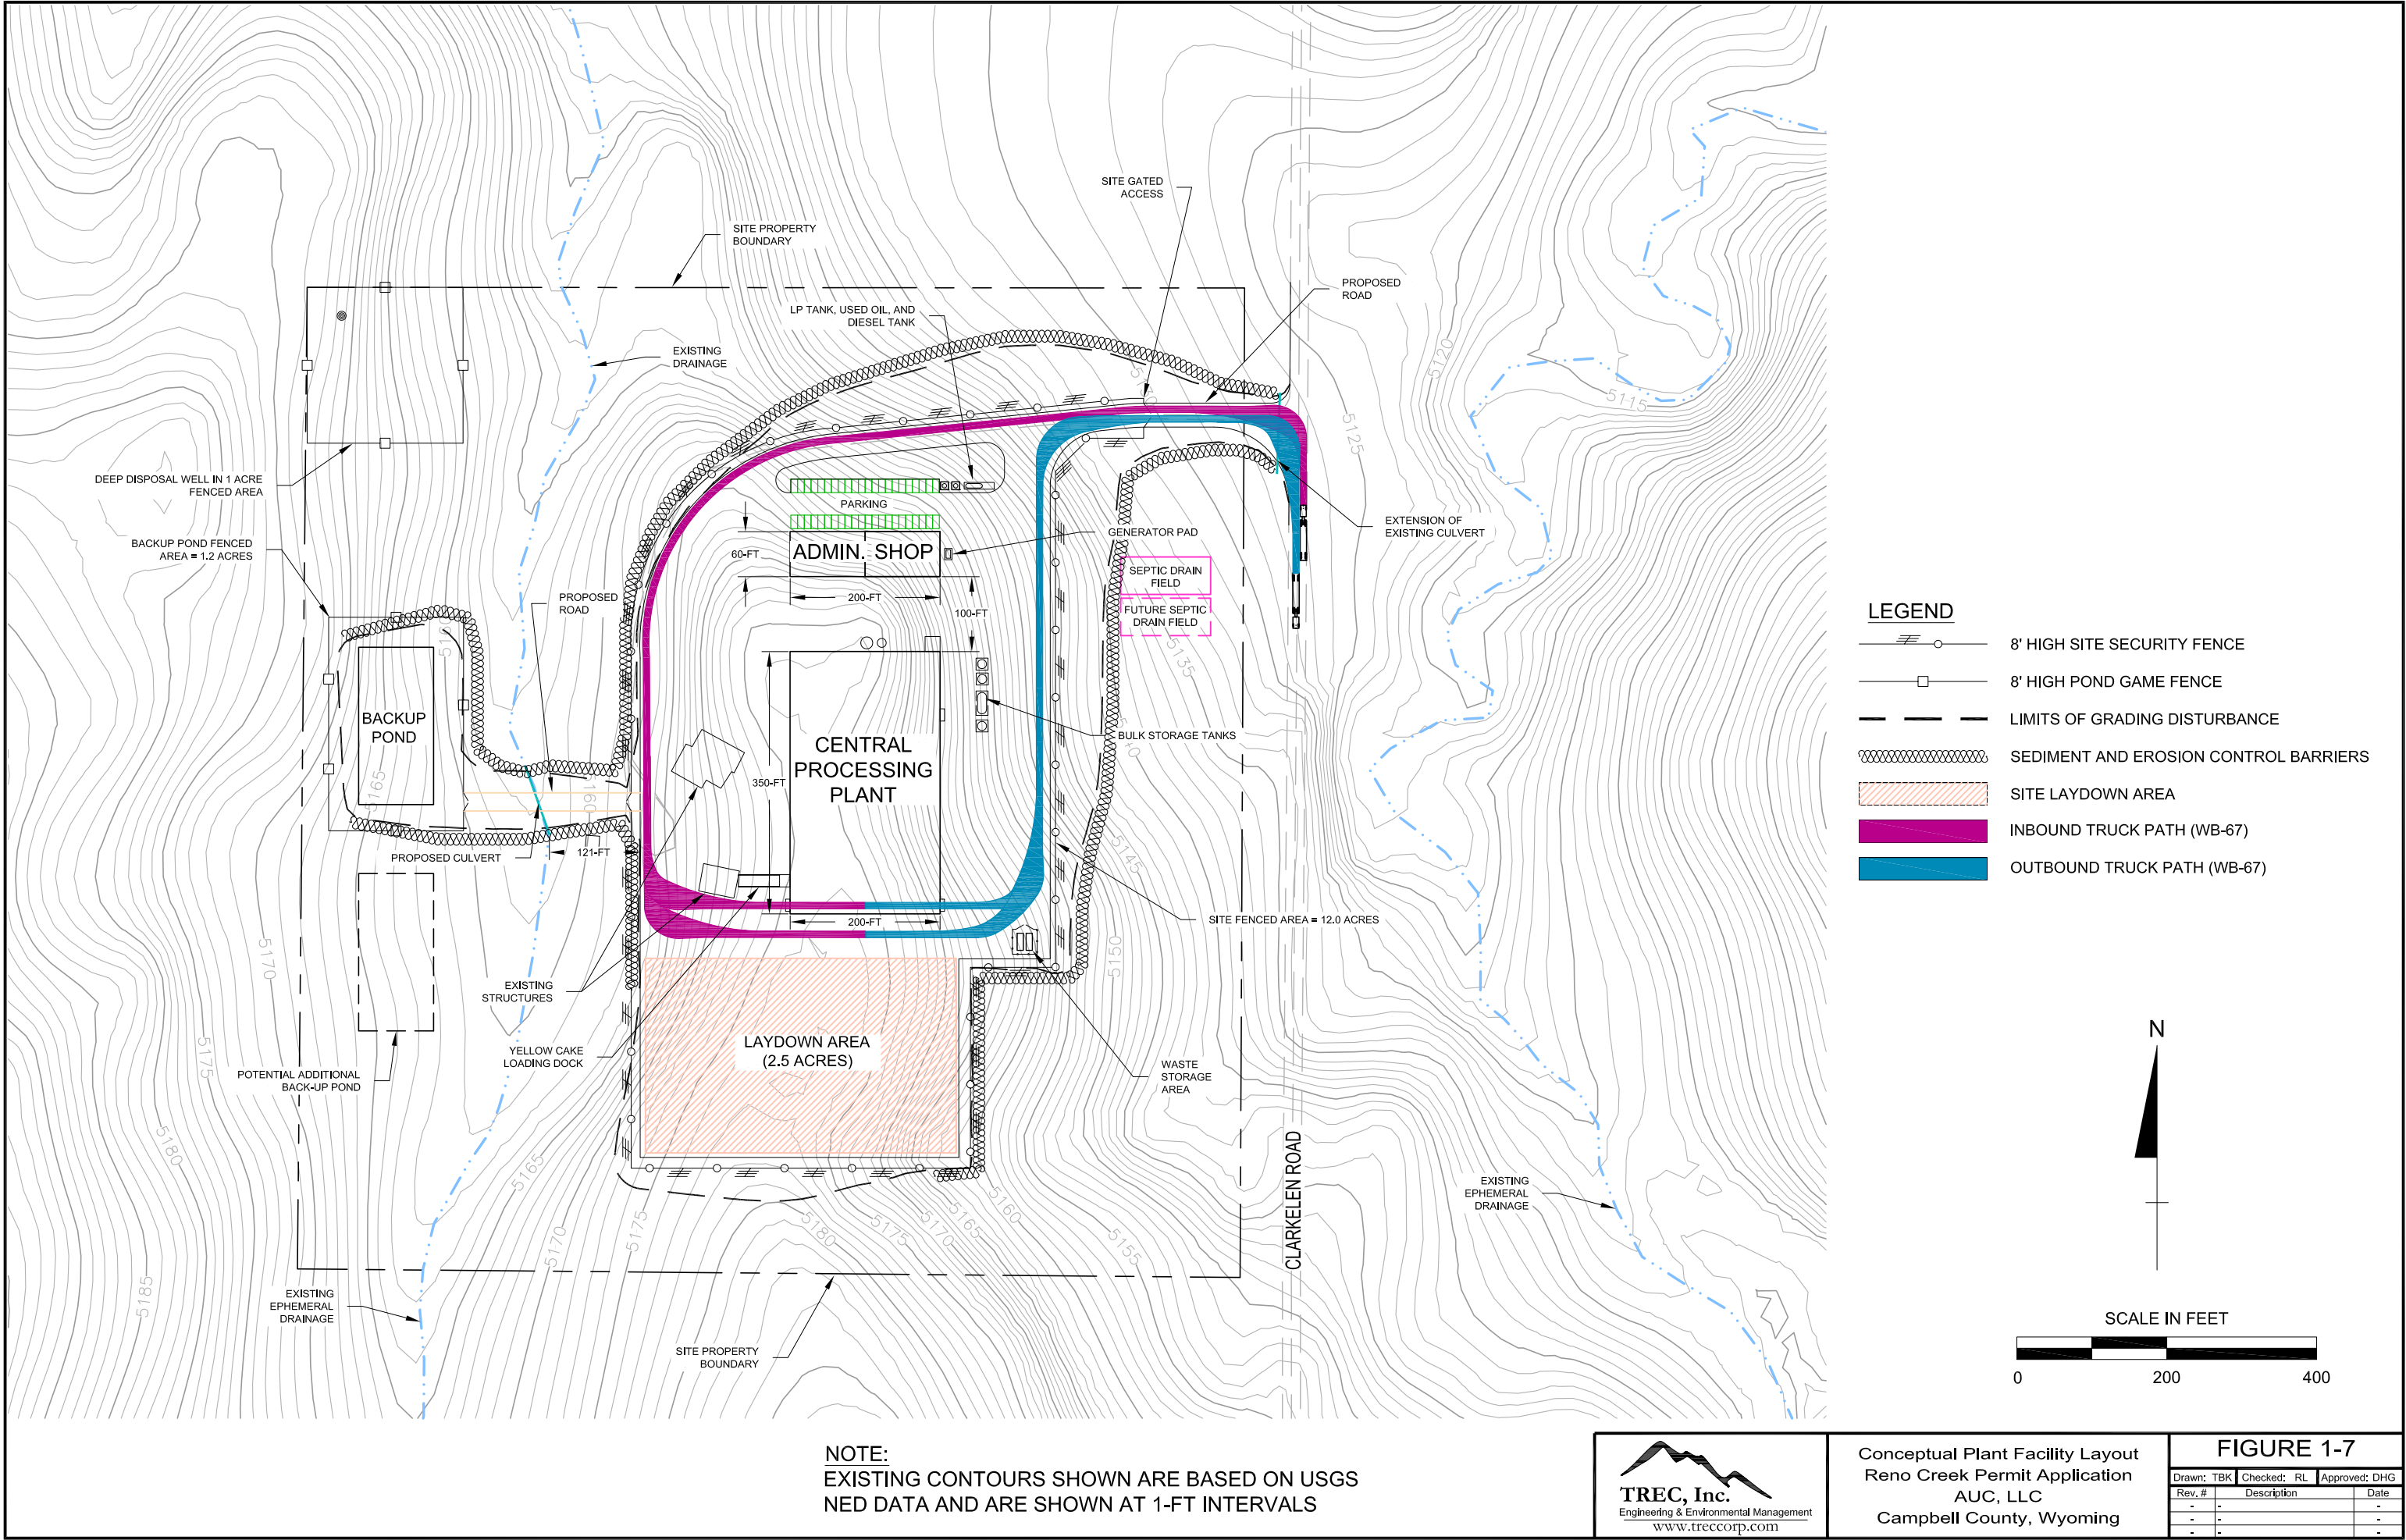 SITE GATED
ACCESS
SITE PROPERTY
BOUNDARY
PROPOSED
ROAD
LP TANK, USED OIL, AND
DIESEL TANK
EXISTING
DRAINAGE
5120
5115
5125
5130
DEEP DISPOSAL WELL IN 1 ACRE
FENCED AREA
PARKING
BACKUP POND FENCED
AREA = 1.2 ACRES
60-FT
ADMIN.
SHOP
GENERATOR PAD
EXTENSION OF
EXISTING CULVERT
SEPTIC DRAIN
FIELD
200-FT
100-FT
PROPOSED
ROAD
FUTURE SEPTIC
DRAIN FIELD
5160
5135
BACKUP
POND
5140
BULK STORAGE TANKS
CENTRAL
PROCESSING
PLANT
350-FT
5165
5160
PROPOSED CULVERT
121-FT
5145
200-FT
SITE FENCED AREA = 12.0 ACRES
5170
5150
EXISTING
STRUCTURES
YELLOW CAKE
LOADING DOCK
LAYDOWN AREA
(2.5 ACRES)
5175
POTENTIAL ADDITIONAL
BACK-UP POND
WASTE
STORAGE
AREA
5180
5165
5170
5175
5180
5175
5170
5165
5160
5155
CLARKELEN ROAD
EXISTING
EPHEMERAL
DRAINAGE
5185
EXISTING
EPHEMERAL
DRAINAGE
SITE PROPERTY
BOUNDARY
LEGEND
8' HIGH SITE SECURITY FENCE
8' HIGH POND GAME FENCE
LIMITS OF GRADING DISTURBANCE
SEDIMENT AND EROSION CONTROL BARRIERS
SITE LAYDOWN AREA
INBOUND TRUCK PATH (WB-67)
OUTBOUND TRUCK PATH (WB-67)
N
SCALE IN FEET
0 200 400
NOTE:
EXISTING CONTOURS SHOWN ARE BASED ON USGS
NED DATA AND ARE SHOWN AT 1-FT INTERVALS
TREC, Inc.
Engineering & Environmental Management
www.treccorp.com
Conceptual Plant Facility Layout
Reno Creek Permit Application
AUC, LLC
Campbell County, Wyoming
FIGURE 1-7
Drawn: TBK Checked: RL Approved: DHG
Rev. # Description Date
- - -
- - -
- - -